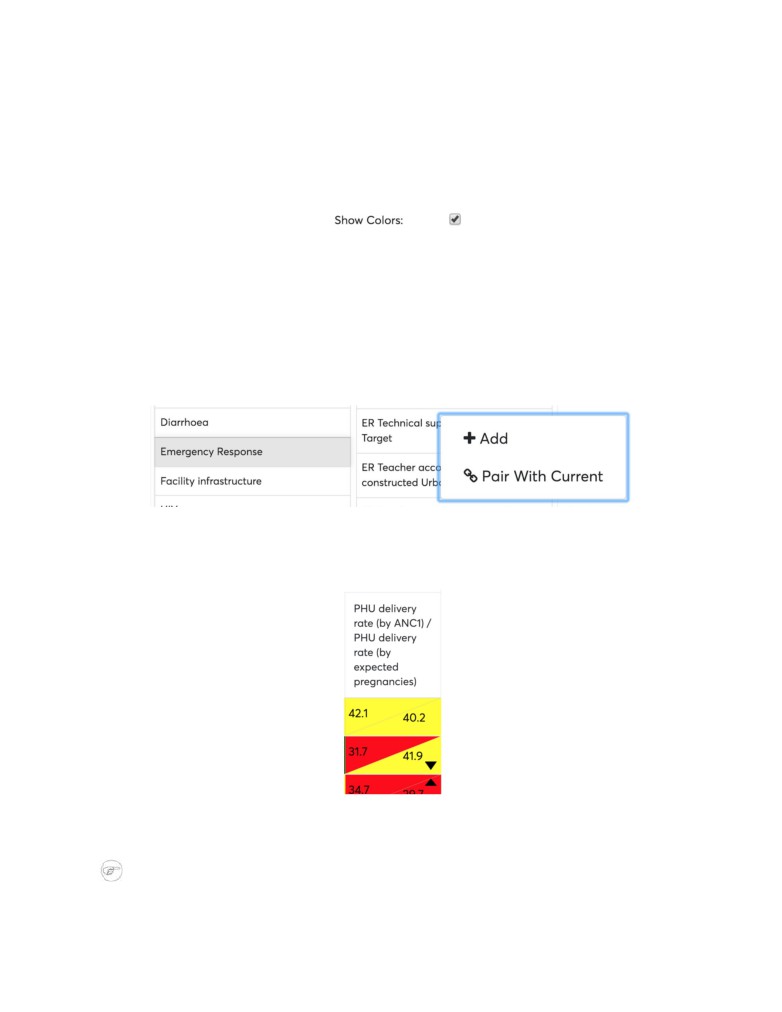 Show Colors:
Diarrhoea
Emergency Response
Facility infrastructure
ER Technical sup
Target
ER Teacher acco
constructed Urb
Add
Pair With Current
PHU delivery
rate (by ANC1) /
PHU delivery
rate (by
expected
pregnancies)
42.1 40.2
31.7 41.9
34.7